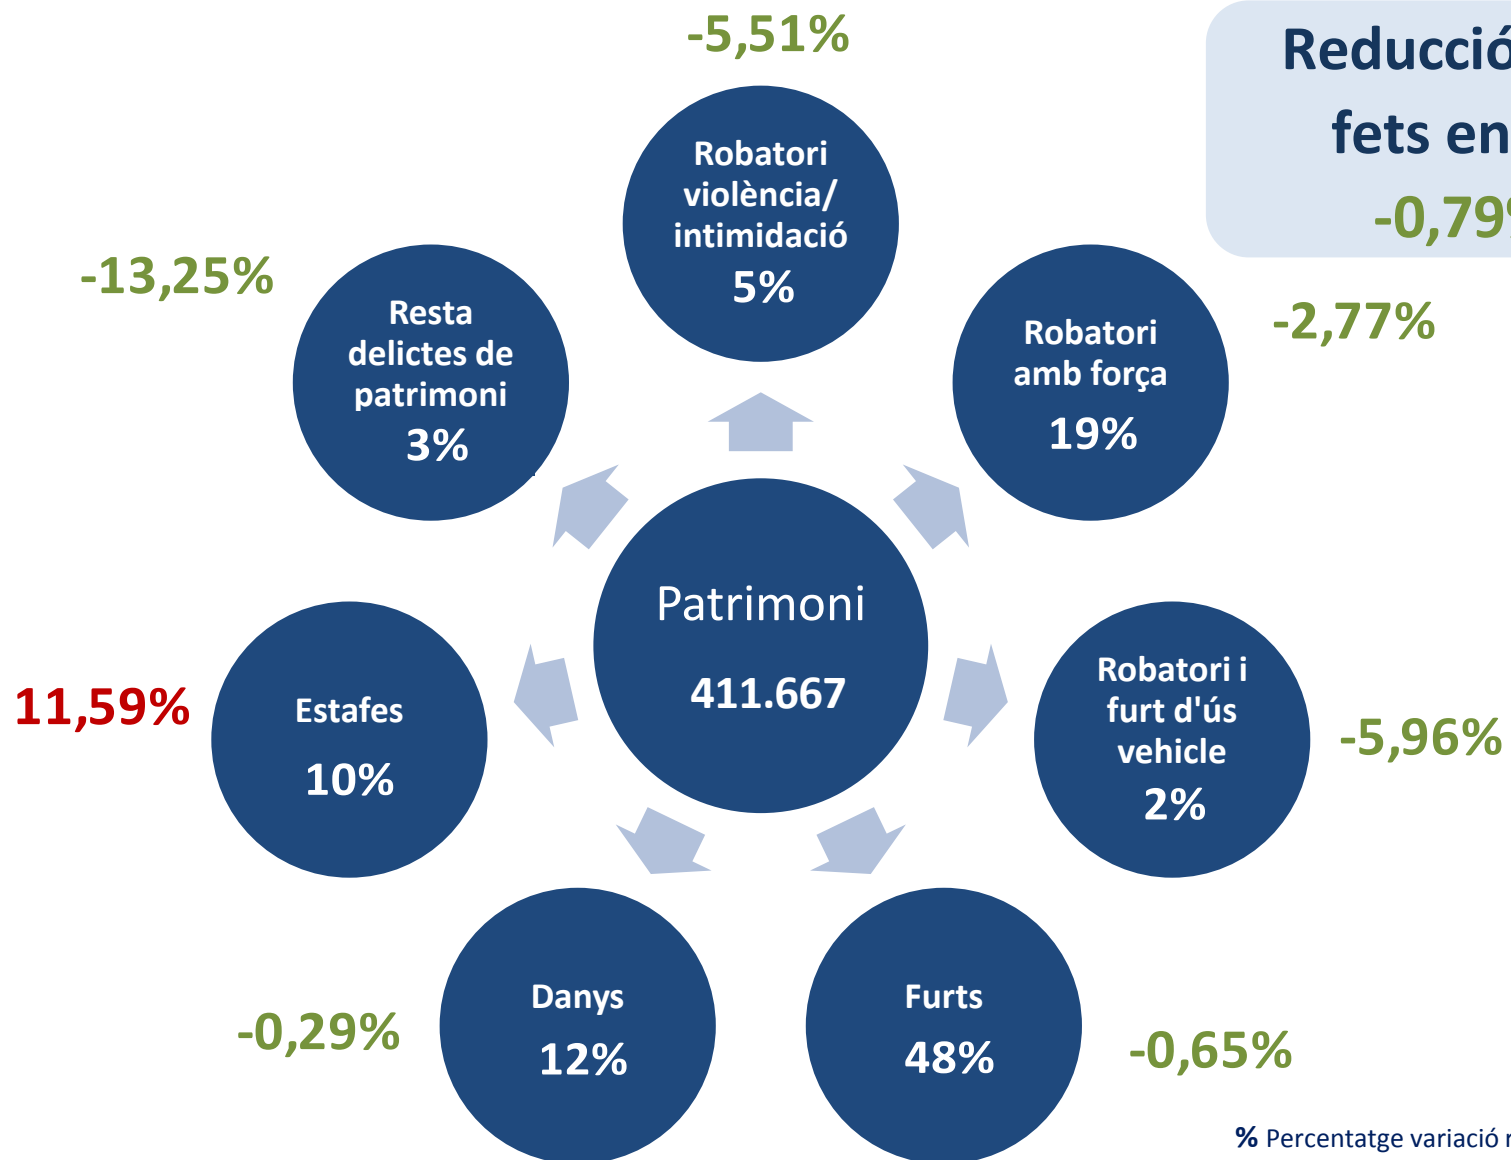 -5,51%
Reducció
fets en
-0,79%
Robatori
violència/
intimidació
5%
-13,25%
Resta
delictes de
patrimoni
3%
Robatori
amb força
19%
-2,77%
Patrimoni
411.667
11,59%
Estafes
10%
Robatori i
furt d'ús
vehicle
2%
-5,96%
-0,29%
Danys
12%
Furts
48%
-0,65%
% Percentatge variació